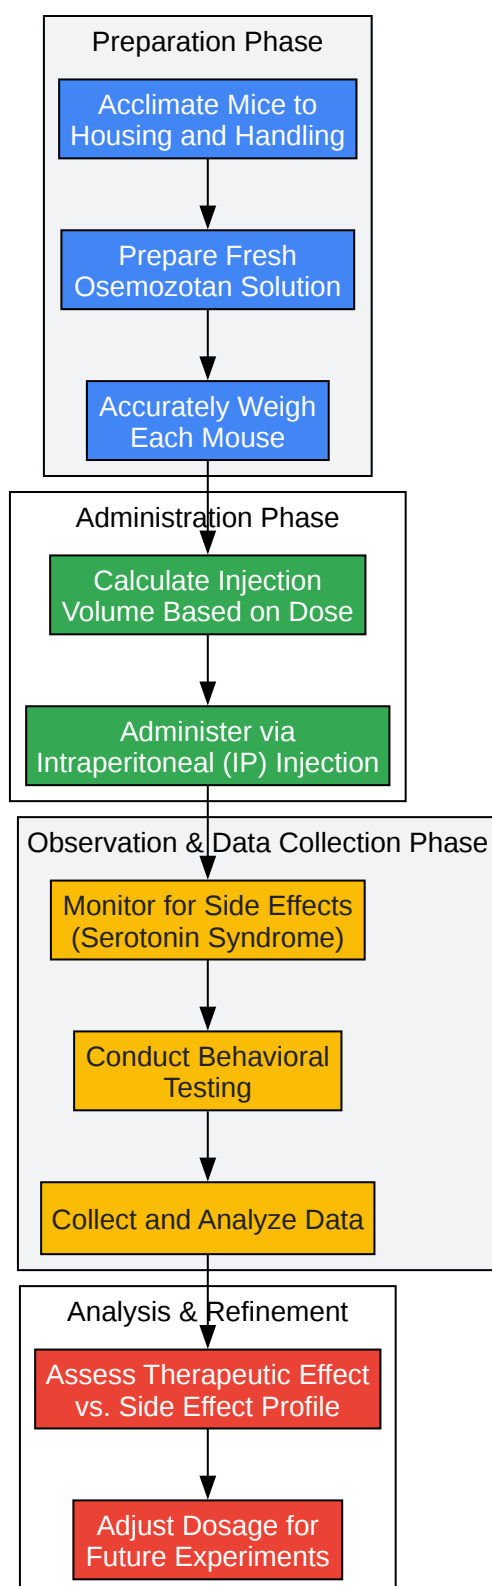 Preparation Phase
Acclimate Mice to
Housing and Handling
Prepare Fresh
Osemozotan Solution
Accurately Weigh
Each Mouse
Administration Phase
Calculate Injection
Volume Based on Dose
Administer via
Intraperitoneal (IP) Injection
Observation & Data Collection Phase
Monitor for Side Effects
(Serotonin Syndrome)
Conduct Behavioral
Testing
Collect and Analyze Data
Analysis & Refinement
Assess Therapeutic Effect
vs. Side Effect Profile
Adjust Dosage for
Future Experiments